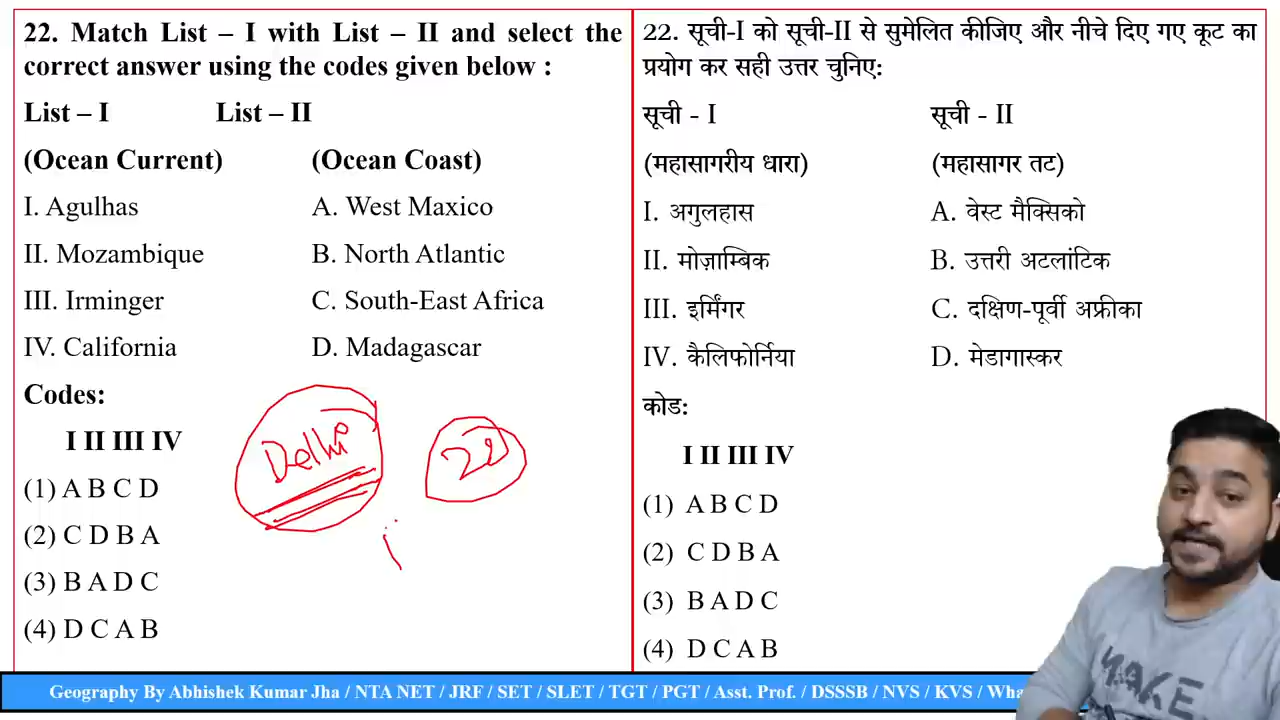 22. Match List – I with List – II and select the
correct answer using the codes given below :
List – I List – II
(Ocean Current) (Ocean Coast)
I. Agulhas A. West Maxico
II. Mozambique B. North Atlantic
III. Irminger C. South-East Africa
IV. California D. Madagascar
Codes:
I II III IV
(1) A B C D
(2) C D B A
(3) B A D C
(4) D C A B
Delhi
22. सूची-I को सूची-II से सुमेलित कीजिए और नीचे दिए गए कूट का
प्रयोग कर सही उत्तर चुनिए:
सूची - I सूची - II
(महासागरीय धारा) (महासागर तट)
I. अगुलहास A. वेस्ट मैक्सिको
II. मोज़ाम्बिक B. उत्तरी अटलांटिक
III. इर्मिंगर C. दक्षिण-पूर्वी अफ्रीका
IV. कैलिफोर्निया D. मेडागास्कर
कोड:
I II III IV
(1) A B C D
(2) C D B A
(3) B A D C
(4) D C A B
MAKE
Geography By Abhishek Kumar Jha / NTA NET / JRF / SET / SLET / TGT / PGT / Asst. Prof. / DSSSB / NVS / KVS / Wha